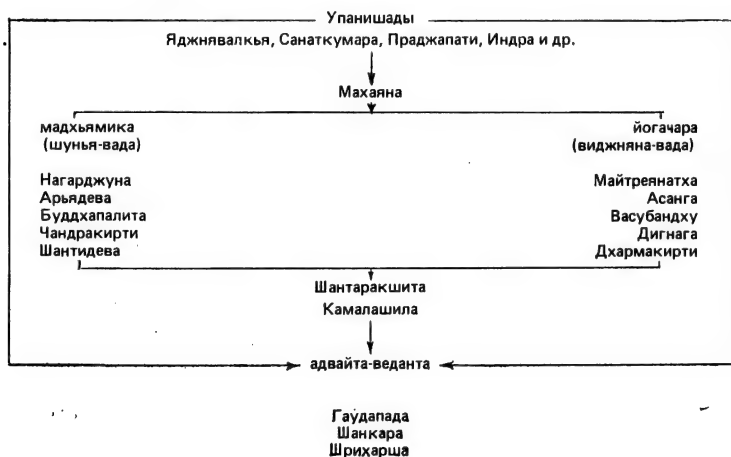 Упанишады
Яджнявалкья, Санаткумара, Праджапати, Индра и др.
Махаяна
мадхьямика
(шунья-вада)
йогачара
(виджняна-вада)
Нагарджуна
Арьядева
Буддхапалита
Чандракирти
Шантидева
Майтреянатха
Асанга
Васубандху
Дигнага
Дхармакирти
Шантаракшита
Камалашила
адвайта-веданта
Гаудапада
Шанкара
Шрихарша